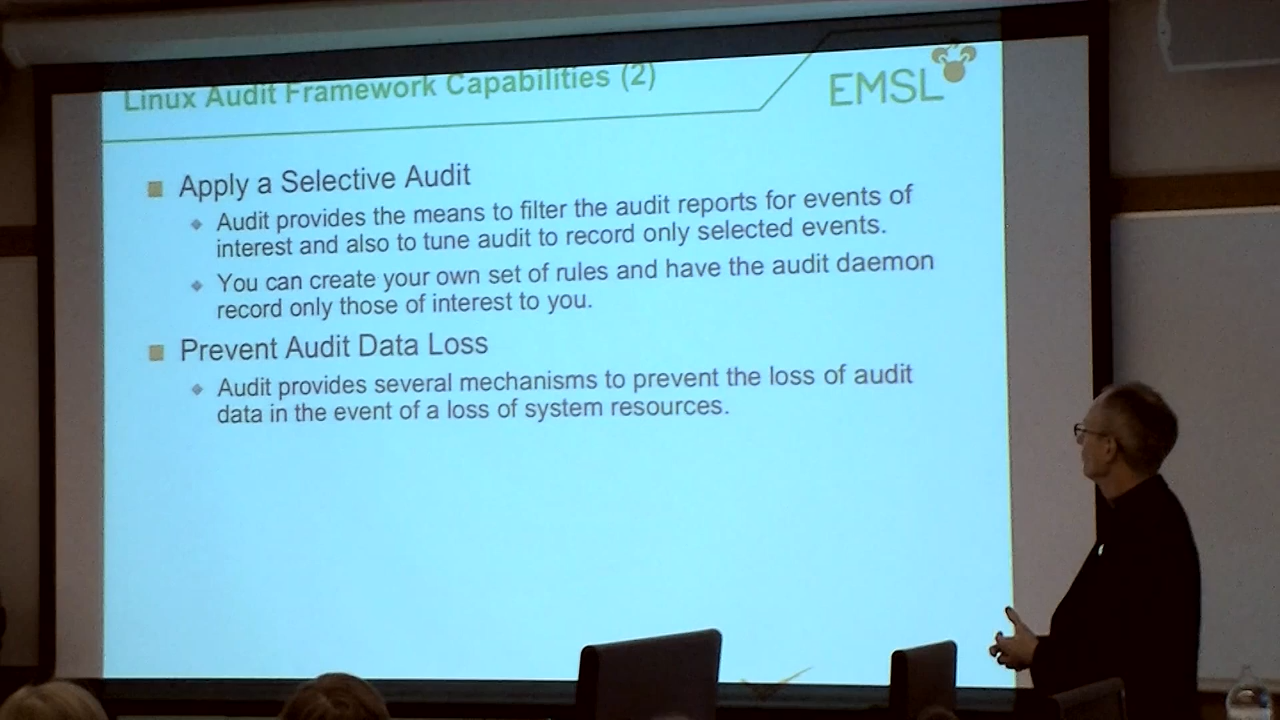 Linux Audit Framework Capabilities (2)
EMSL
Apply a Selective Audit
Audit provides the means to filter the audit reports for events of
interest and also to tune audit to record only selected events.
You can create your own set of rules and have the audit daemon
record only those of interest to you.
Prevent Audit Data Loss
Audit provides several mechanisms to prevent the loss of audit
data in the event of a loss of system resources.